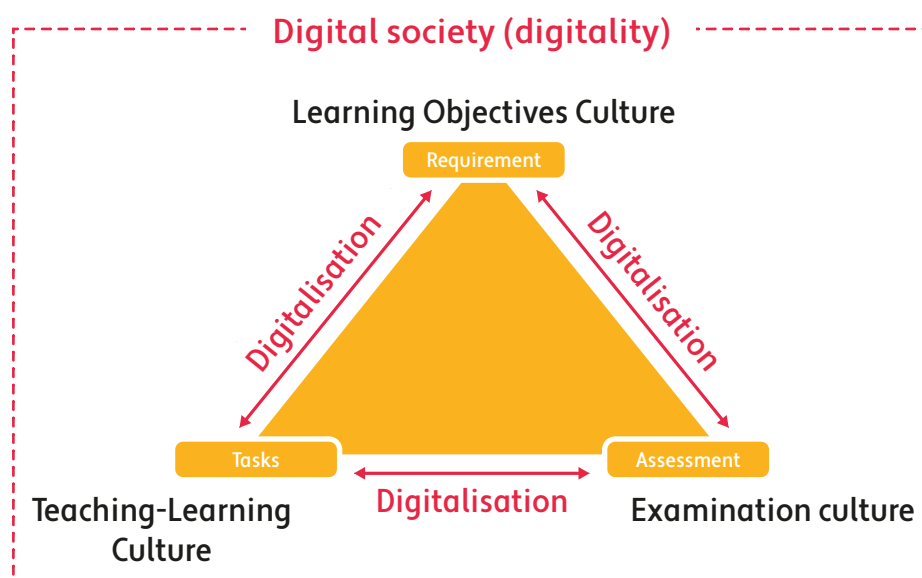 Digital society (digitality)
Learning Objectives Culture
Requirement
Digitalisation
Digitalisation
Tasks
Assessment
Digitalisation
Teaching-Learning
Culture
Examination culture